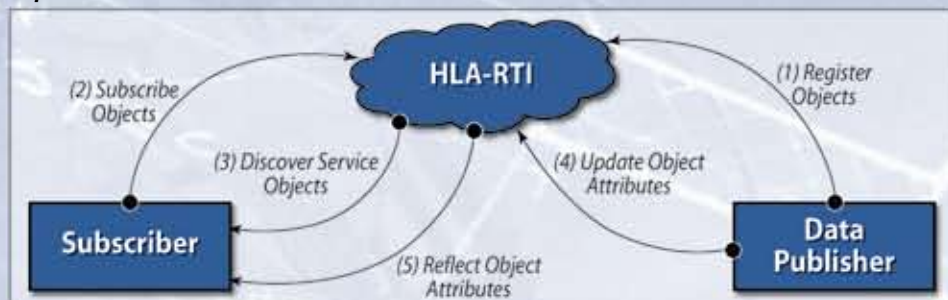 HLA-RTI
(1) Register
Objects
(2) Subscribe
Objects
(3) Discover Service
Objects
(4) Update Object
Attributes
Subscriber
Data
Publisher
(5) Reflect Object
Attributes